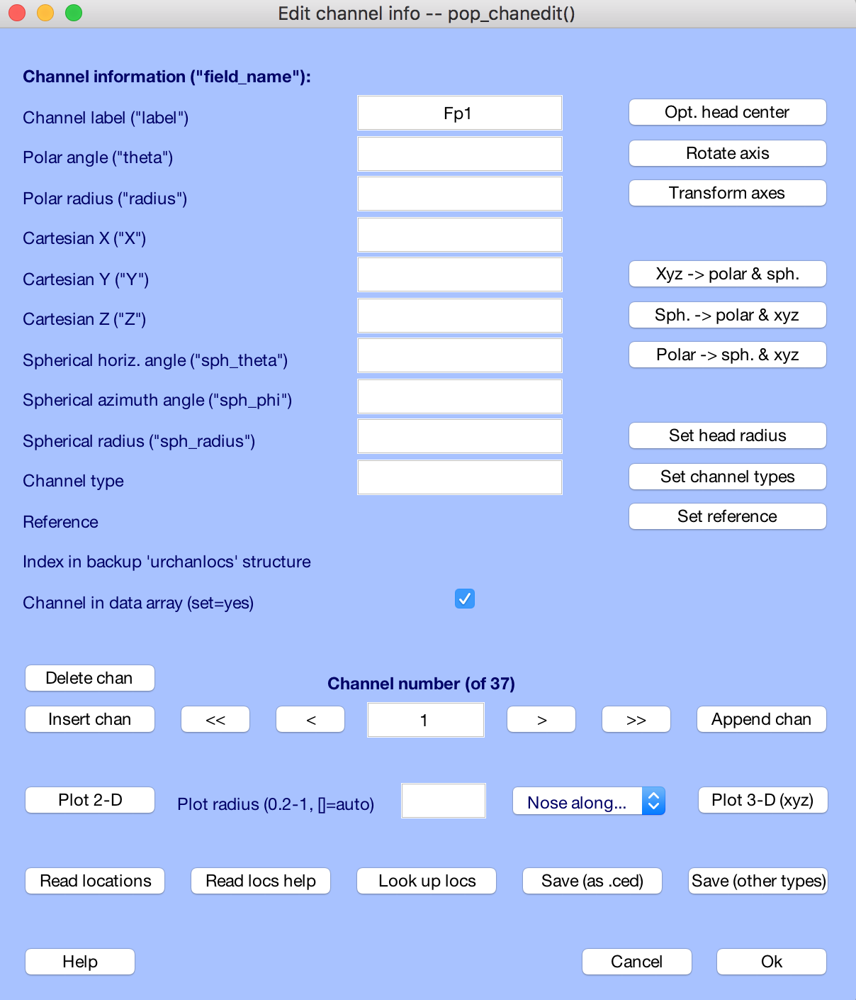 Edit channel info -- pop_chanedit()
Channel information ("field_name"):
Channel label ("label")
Fp1
Opt. head center
Polar angle ("theta")
Rotate axis
Polar radius ("radius")
Transform axes
Cartesian X ("X")
Cartesian Y ("Y")
Xyz -> polar & sph.
Cartesian Z ("Z")
Sph. -> polar & xyz
Spherical horiz. angle ("sph_theta")
Polar -> sph. & xyz
Spherical azimuth angle ("sph_phi")
Spherical radius ("sph_radius")
Set head radius
Channel type
Set channel types
Reference
Set reference
Index in backup 'urchanlocs' structure
Channel in data array (set=yes)
Delete chan
Channel number (of 37)
Insert chan
<<
<
1
>
>>
Append chan
Plot 2-D
Plot radius (0.2-1, []=auto)
Nose along...
Plot 3-D (xyz)
Read locations
Read locs help
Look up locs
Save (as .ced)
Save (other types)
Help
Cancel
Ok